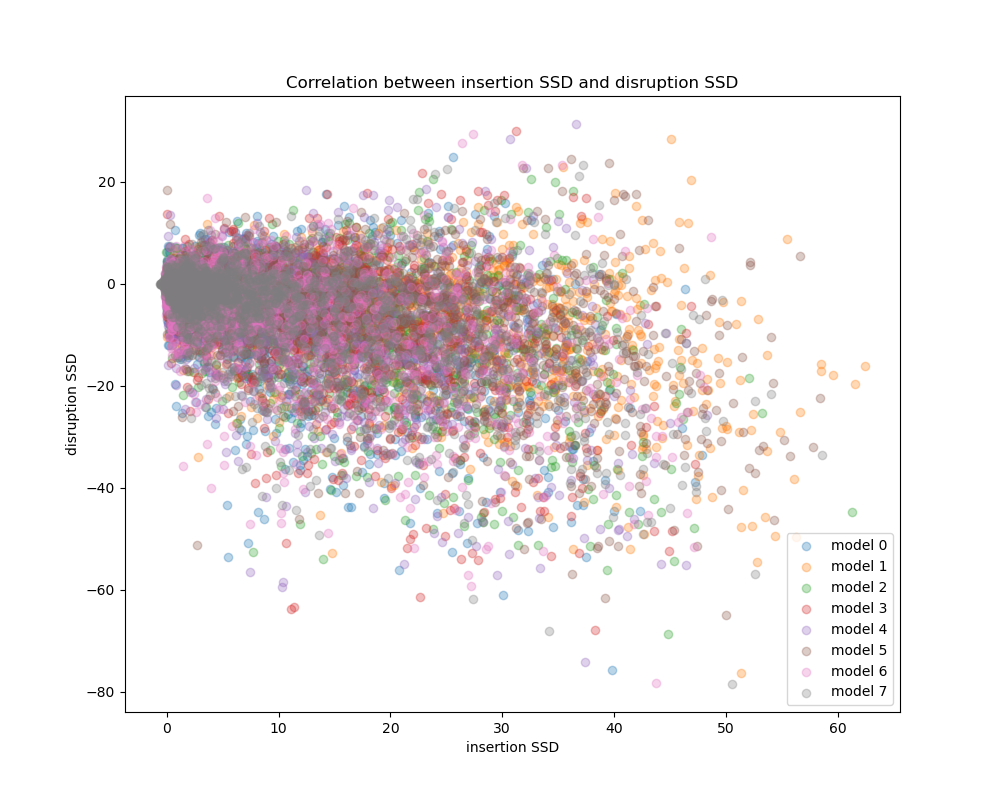 Correlation between insertion SSD and disruption SSD
disruption SSD
20
0
−20
−40
−60
−80
model 0
model 1
model 2
model 3
model 4
model 5
model 6
model 7
0 10 20 30 40 50 60
insertion SSD